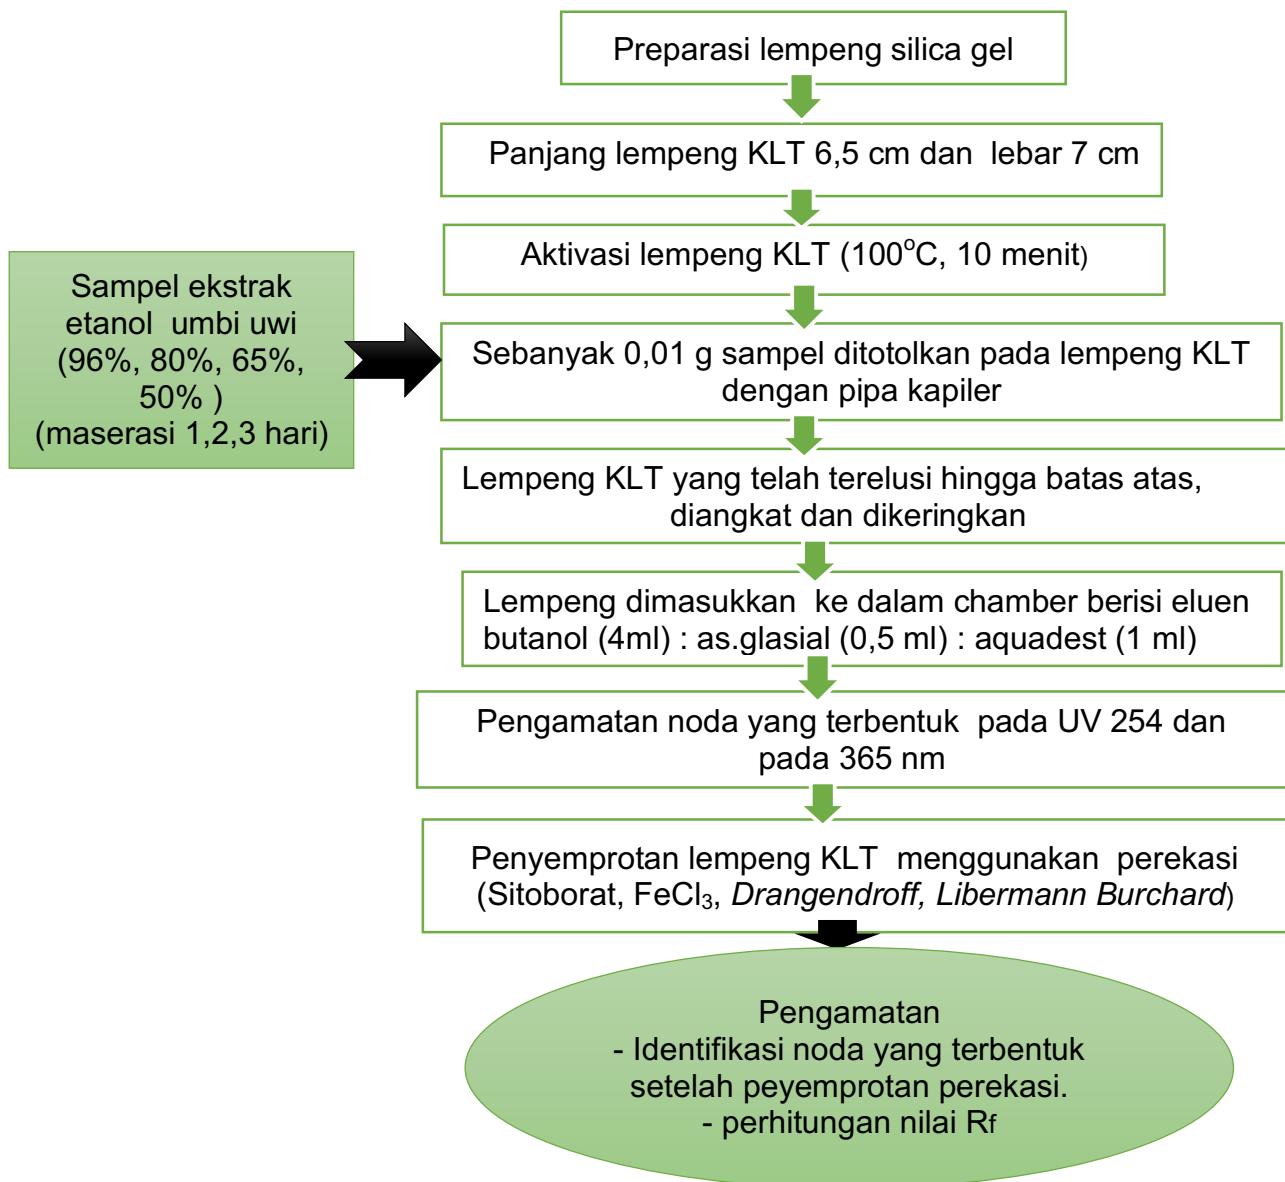 Preparasi lempeng silica gel
Panjang lempeng KLT 6,5 cm dan  lebar 7 cm
Aktivasi lempeng KLT (100oC, 10 menit)
Sampel ekstrak
etanol  umbi uwi
(96%, 80%, 65%,
50% )
(maserasi 1,2,3 hari)
Sebanyak 0,01 g sampel ditotolkan pada lempeng KLT
dengan pipa kapiler
Lempeng KLT yang telah terelusi hingga batas atas,
diangkat dan dikeringkan
Lempeng dimasukkan  ke dalam chamber berisi eluen
butanol (4ml) : as.glasial (0,5 ml) : aquadest (1 ml)
Pengamatan noda yang terbentuk  pada UV 254 dan
pada 365 nm
Penyemprotan lempeng KLT  menggunakan  perekasi
(Sitoborat, FeCl3, Drangendroff, Libermann Burchard)
Pengamatan
- Identifikasi noda yang terbentuk
setelah peyemprotan perekasi.
- perhitungan nilai Rf